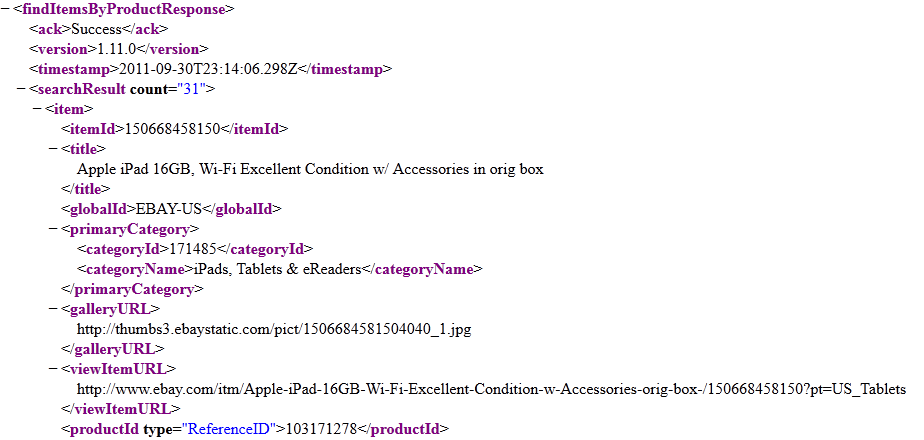 − <findItemsByProductResponse>
<ack>Success</ack>
<version>1.11.0</version>
<timestamp>2011-09-30T23:14:06.298Z</timestamp>
− <searchResult count="31">
− <item>
<itemId>150668458150</itemId>
− <title>
Apple iPad 16GB, Wi-Fi Excellent Condition w/ Accessories in orig box
</title>
<globalId>EBAY-US</globalId>
− <primaryCategory>
<categoryId>171485</categoryId>
<categoryName>iPads, Tablets & eReaders</categoryName>
</primaryCategory>
− <galleryURL>
http://thumbs3.ebaystatic.com/pict/1506684581504040_1.jpg
</galleryURL>
− <viewItemURL>
http://www.ebay.com/itm/Apple-iPad-16GB-Wi-Fi-Excellent-Condition-w-Accessories-orig-box-/150668458150?pt=US_Tablets
</viewItemURL>
<productId type="ReferenceID">103171278</productId>